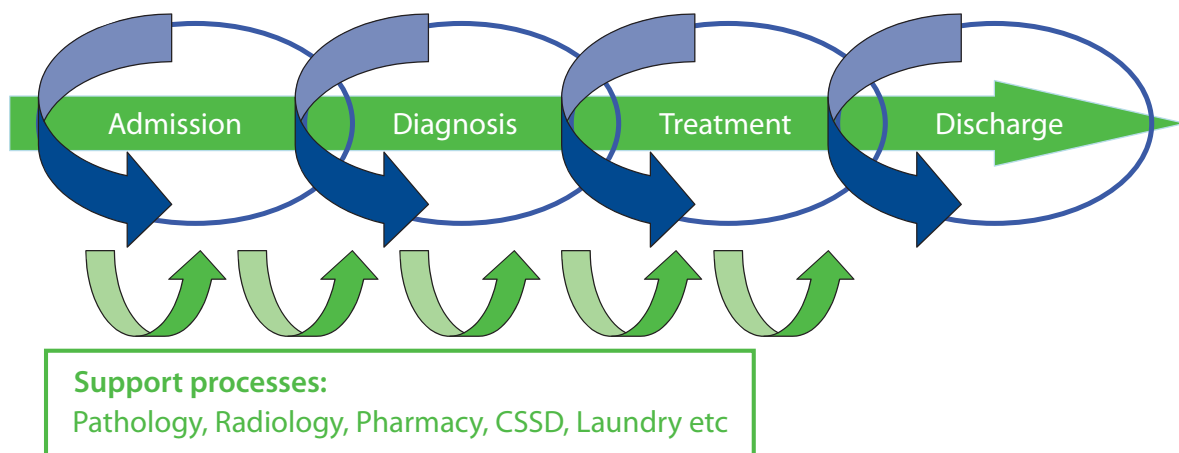 Admission
Diagnosis
Treatment
Discharge
Support processes:
Pathology, Radiology, Pharmacy, CSSD, Laundry etc